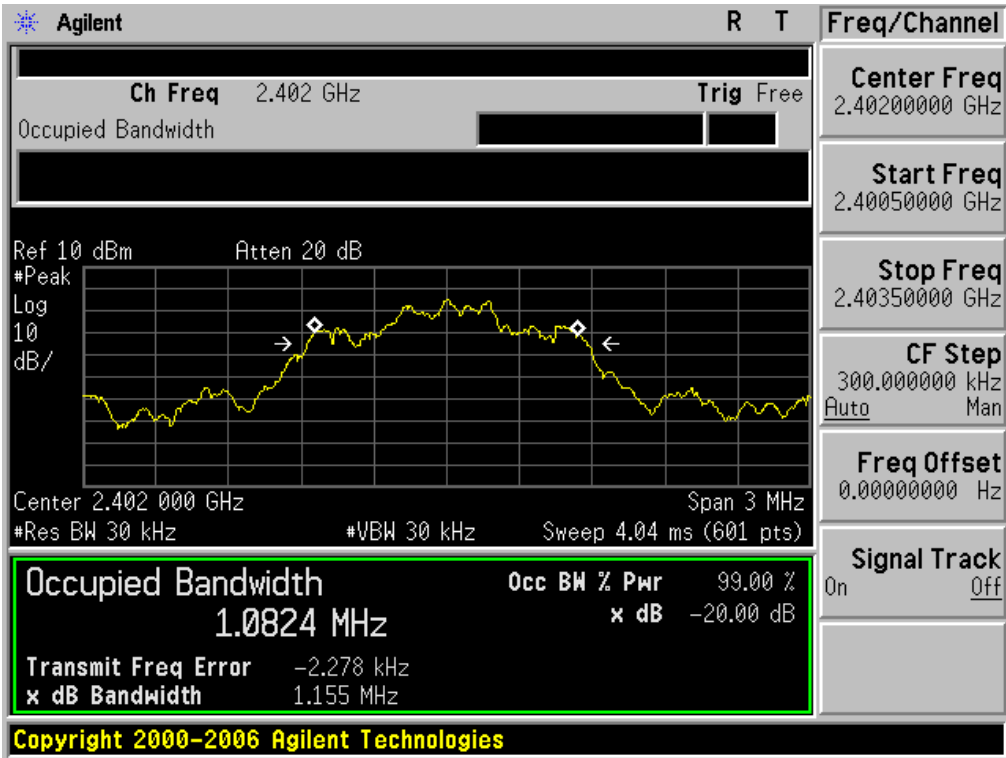 Agilent R T
Ch Freq 2.402 GHz Trig Free
Occupied Bandwidth
Ref 10 dBm Atten 20 dB
#Peak
Log
10
dB/
Center 2.402 000 GHz Span 3 MHz
#Res BW 30 kHz #VBW 30 kHz Sweep 4.04 ms (601 pts)
Occupied Bandwidth Occ BW % Pwr 99.00 %
1.0824 MHz x dB -20.00 dB
Transmit Freq Error -2.278 kHz
x dB Bandwidth 1.155 MHz
Copyright 2000-2006 Agilent Technologies
Freq/Channel
Center Freq
2.40200000 GHz
Start Freq
2.40050000 GHz
Stop Freq
2.40350000 GHz
CF Step
300.000000 kHz
Auto Man
Freq Offset
0.00000000 Hz
Signal Track
On Off